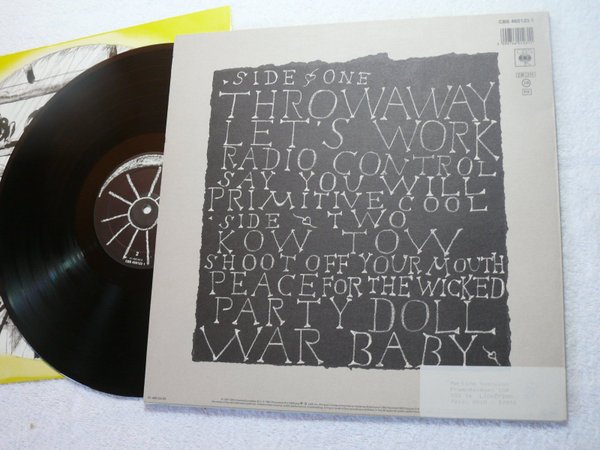 SIDE ONE
THROWAWAY
LET'S WORK
RADIO CONTROL
SAY YOU WILL
PRIMITIVE COOL
SIDE TWO
KOW TOW
SHOOT OFF YOUR MOUTH
PEACE FOR THE WICKED
PARTY DOLL
WAR BABY
2